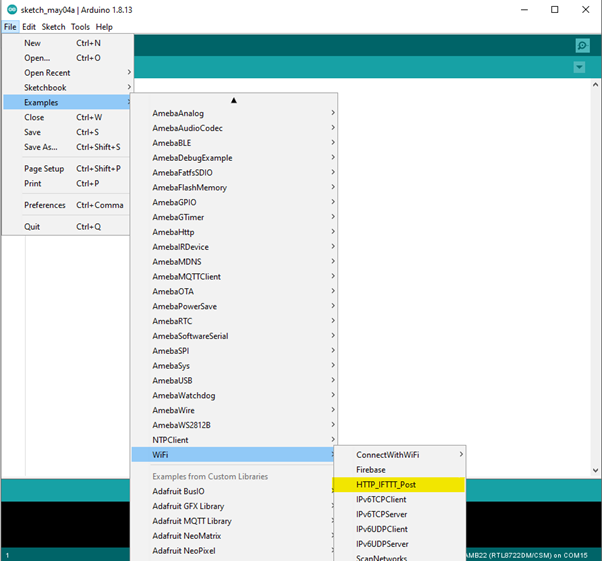 sketch_may04a | Arduino 1.8.13
File Edit Sketch Tools Help
New Ctrl+N
Open... Ctrl+O
Open Recent
Sketchbook
Examples
Close Ctrl+W
Save Ctrl+S
Save As... Ctrl+Shift+S
Page Setup Ctrl+Shift+P
Print Ctrl+P
Preferences Ctrl+Comma
Quit Ctrl+Q
AmebaAnalog
AmebaAudioCodec
AmebaBLE
AmebaDebugExample
AmebaFatfsSDIO
AmebaFlashMemory
AmebaGPIO
AmebaGTimer
AmebaHttp
AmebaIRDevice
AmebaMDNS
AmebaMQTTClient
AmebaOTA
AmebaPowerSave
AmebaRTC
AmebaSoftwareSerial
AmebaSPI
AmebaSys
AmebaUSB
AmebaWatchdog
AmebaWire
AmebaWS2812B
NTPClient
WiFi
Examples from Custom Libraries
Adafruit BusIO
Adafruit GFX Library
Adafruit MQTT Library
Adafruit NeoMatrix
Adafruit NeoPixel
ConnectWithWiFi
Firebase
HTTP_IFTTT_Post
IPv6TCPClient
IPv6TCPServer
IPv6UDPClient
IPv6UDPServer
ScanNetworks
1
AMB22 (RTL8722DM/CSM) on COM15